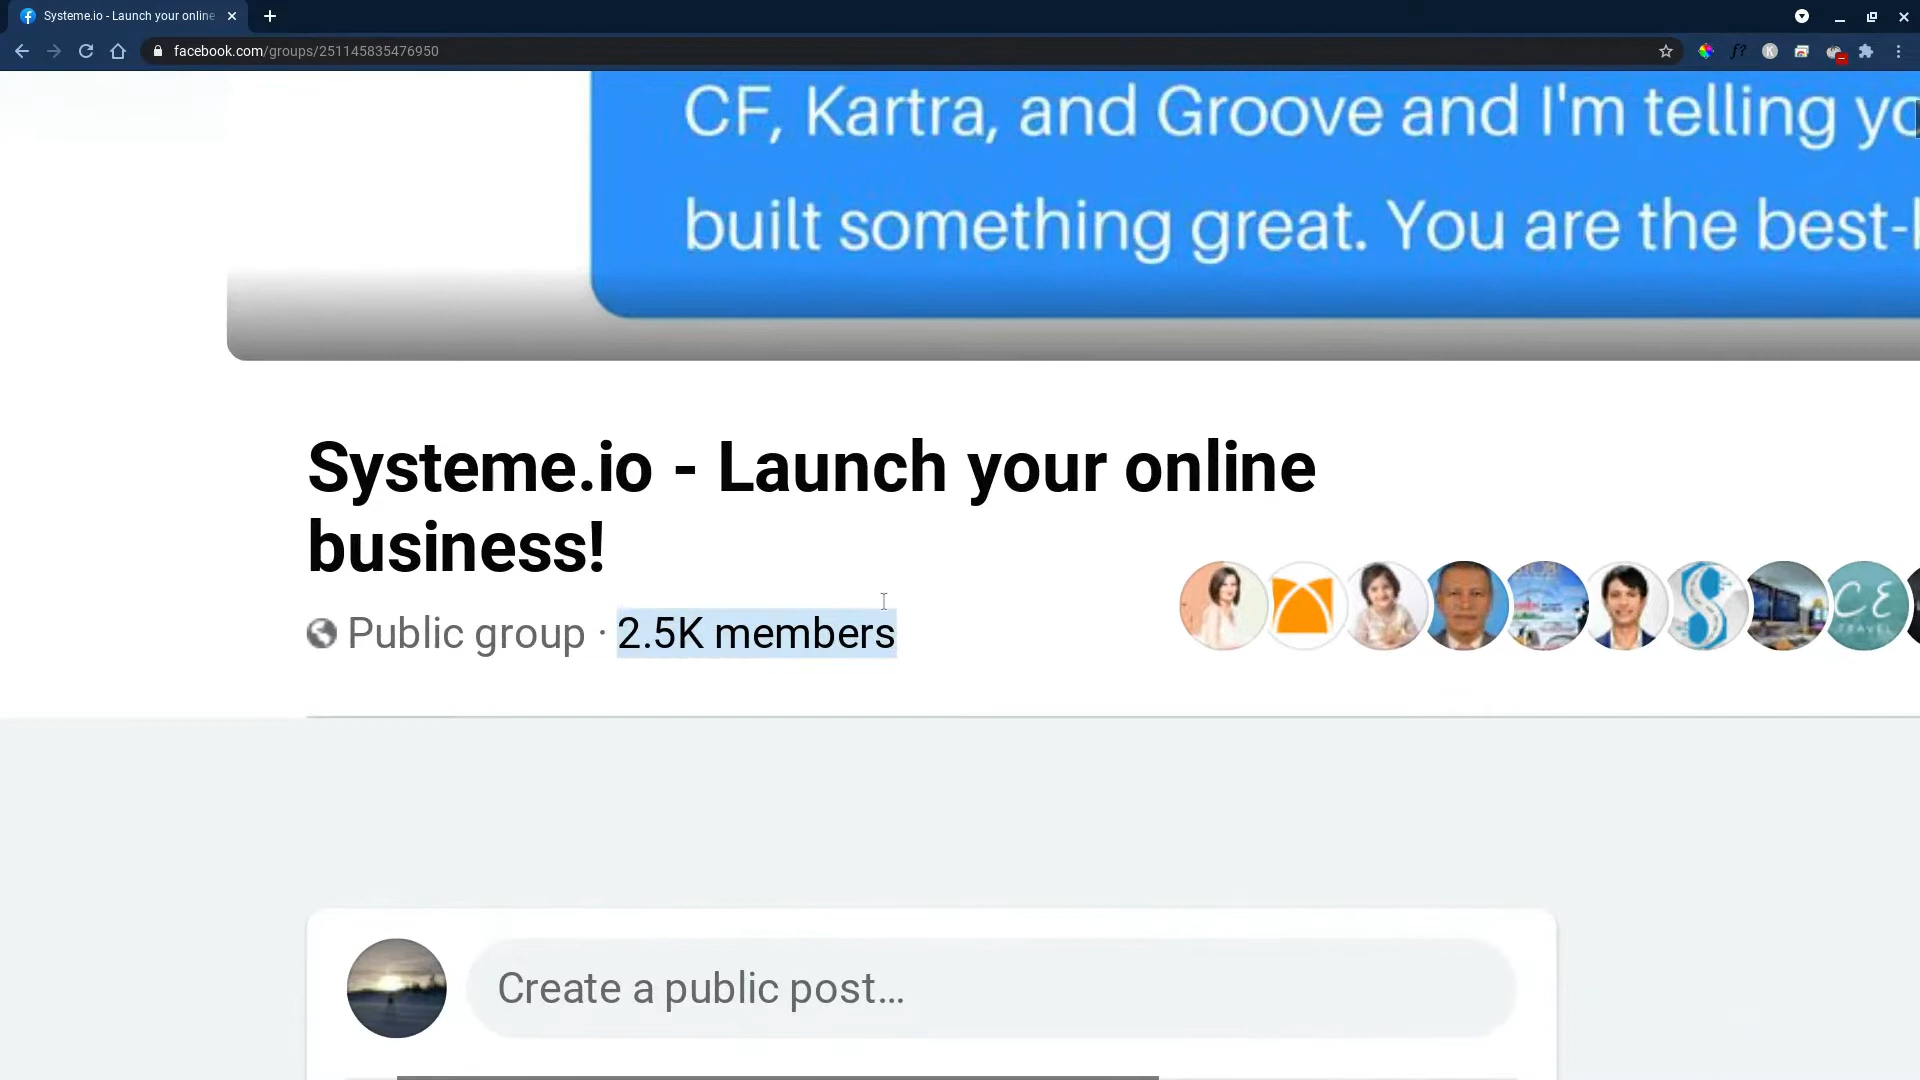 Systeme.io - Launch your online
facebook.com/groups/251145835476950
CF, Kartra, and Groove and I'm telling
built something great. You are the best-
Systeme.io - Launch your online
business!
Public group · 2.5K members
CE
TRAVEL
Create a public post...